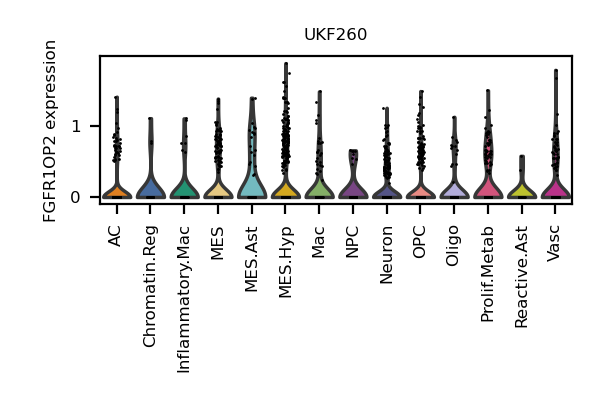 UKF260
FGFR1OP2 expression
1
0
AC
Chromatin.Reg
Inflammatory.Mac
MES
MES.Ast
MES.Hyp
Mac
NPC
Neuron
OPC
Oligo
Prolif.Metab
Reactive.Ast
Vasc